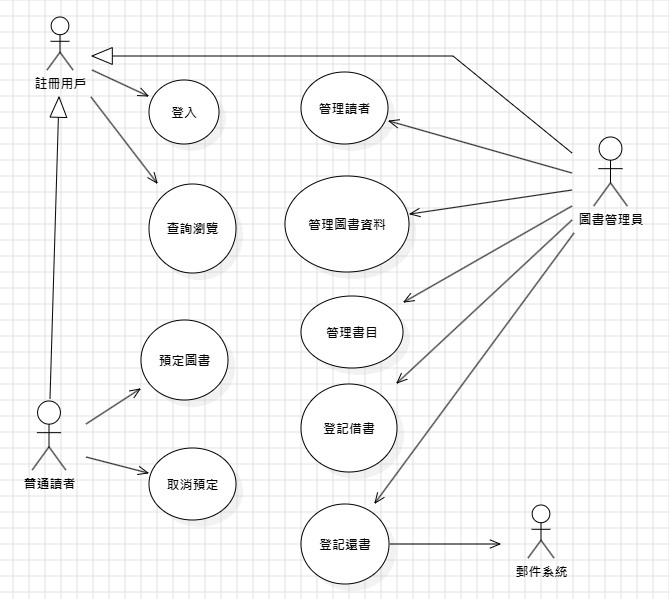 註冊用戶
登入
管理讀者
查詢瀏覽
管理圖書資料
圖書管理員
管理書目
預定圖書
登記借書
普通讀者
取消預定
登記還書
郵件系統